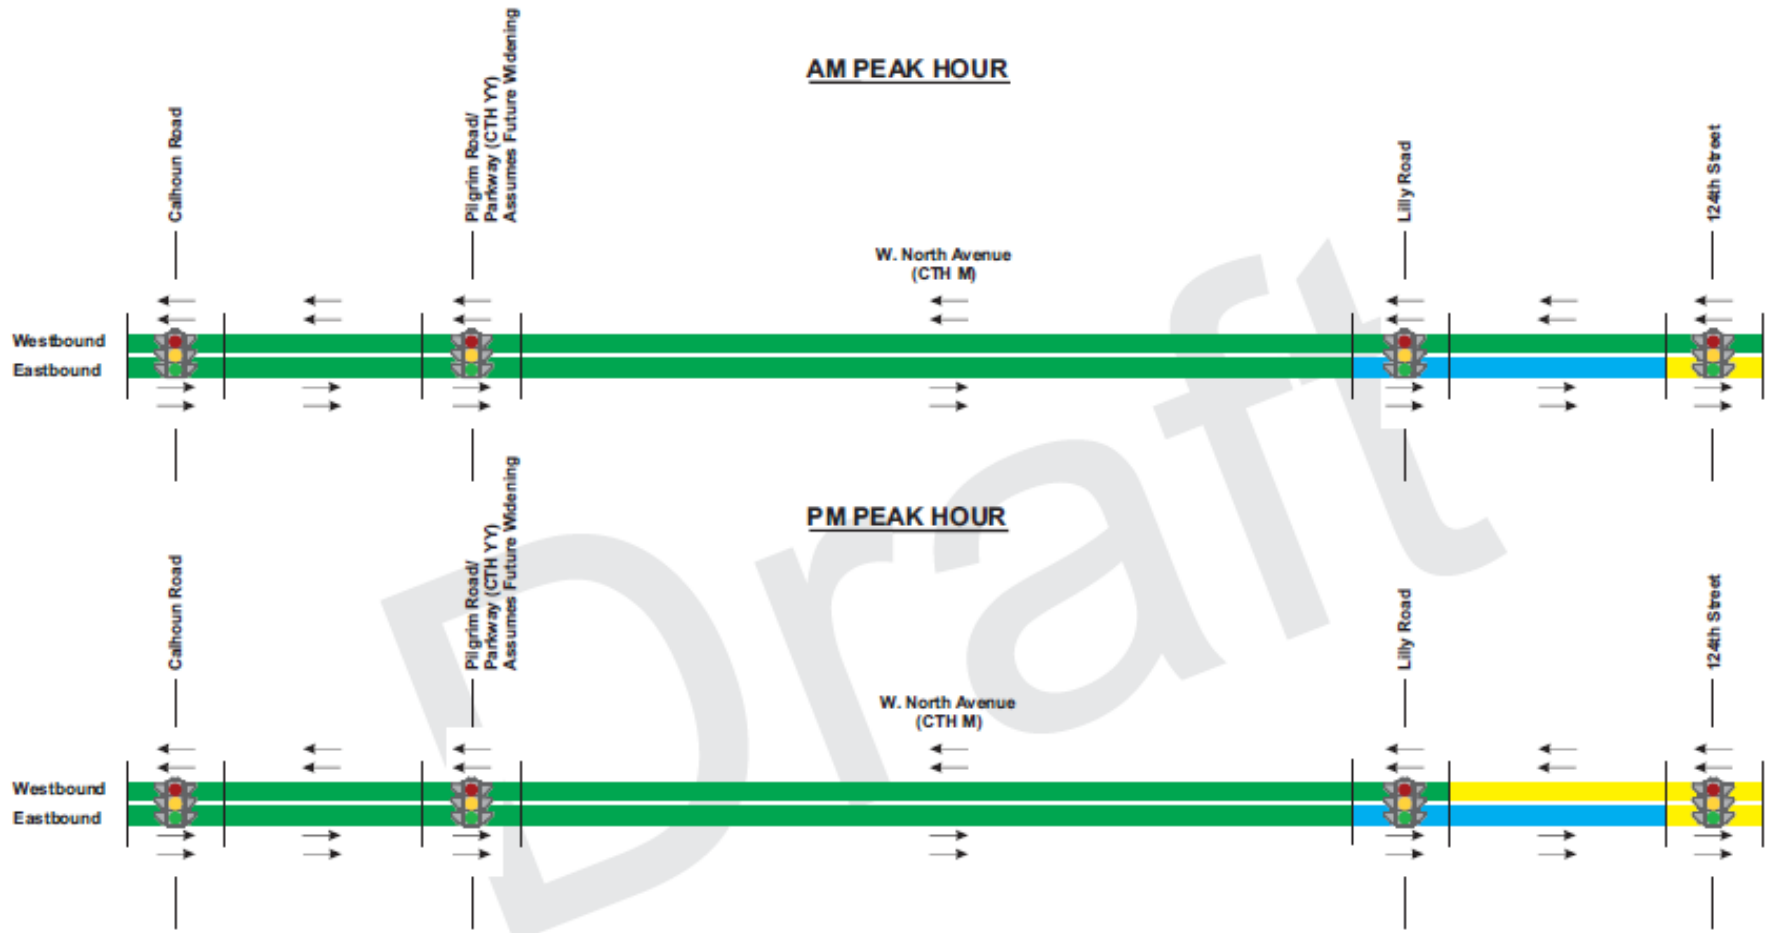 AM PEAK HOUR
Calhoun Road
Pilgrim Road/
Parkway (CTH YY)
Assumes Future Widening
Lilly Road
124th Street
W. North Avenue
(CTH M)
Westbound
Eastbound
PM PEAK HOUR
Calhoun Road
Pilgrim Road/
Parkway (CTH YY)
Assumes Future Widening
Lilly Road
124th Street
W. North Avenue
(CTH M)
Westbound
Eastbound
Draft